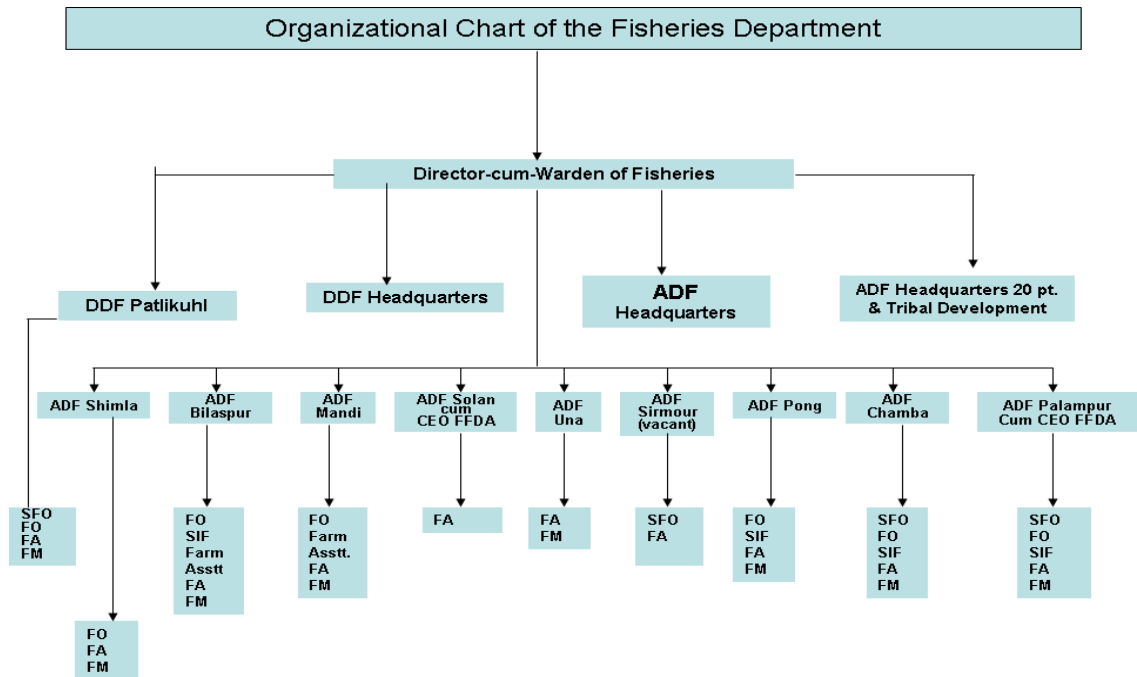 Organizational Chart of the Fisheries Department
Director-cum-Warden of Fisheries
DDF Patlikuhl
DDF Headquarters
ADF
Headquarters
ADF Headquarters 20 pt.
& Tribal Development
ADF Shimla
ADF
Bilaspur
ADF
Mandi
ADF Solan
cum
CEO FFDA
ADF
Una
ADF
Sirmour
(vacant)
ADF Pong
ADF
Chamba
ADF Palampur
Cum CEO FFDA
SFO
FO
FA
FM
FO
FA
FM
FO
SIF
Farm
Asstt
FA
FM
FO
Farm
Asstt.
FA
FM
FA
FA
FM
SFO
FA
FO
SIF
FA
FM
SFO
FO
SIF
FA
FM
SFO
FO
SIF
FA
FM